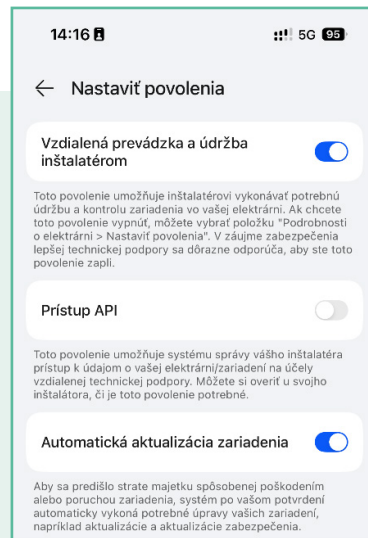 14:16
5G 95
Nastaviť povolenia
Vzdialená prevádzka a údržba
inštalatérom
Toto povolenie umožňuje inštalatérovi vykonávať potrebnú
údržbu a kontrolu zariadenia vo vašej elektrárni. Ak chcete
toto povolenie vypnúť, môžete vybrať položku "Podrobnosti
o elektrárni > Nastaviť povolenia". V záujme zabezpečenia
lepšej technickej podpory sa dôrazne odporúča, aby ste toto
povolenie zapli.
Prístup API
Toto povolenie umožňuje systému správy vášho inštalatéra
prístup k údajom o vašej elektrárni/zariadení na účely
vzdialenej technickej podpory. Môžete si overiť u svojho
inštalátora, či je toto povolenie potrebné.
Automatická aktualizácia zariadenia
Aby sa predišlo strate majetku spôsobenej poškodením
alebo poruchou zariadenia, systém po vašom potvrdení
automaticky vykoná potrebné úpravy vašich zariadení,
napríklad aktualizácie a aktualizácie zabezpečenia.